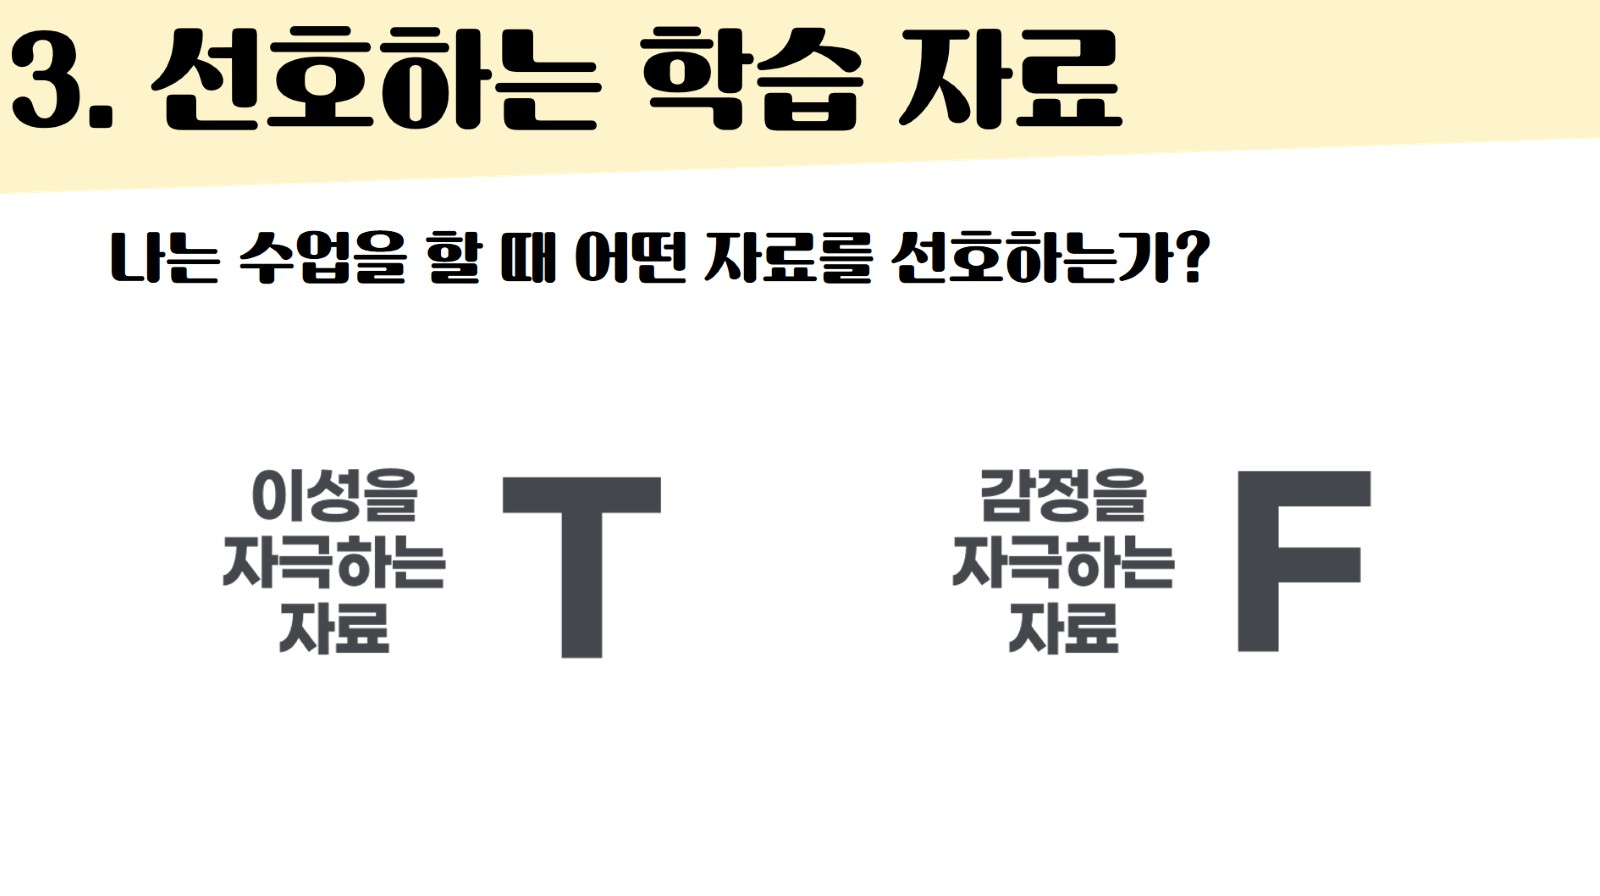 3. 선호하는 학습 자료
나는 수업을 할 때 어떤 자료를 선호하는가?
이성을
자극하는
자료
T
감정을
자극하는
자료
F